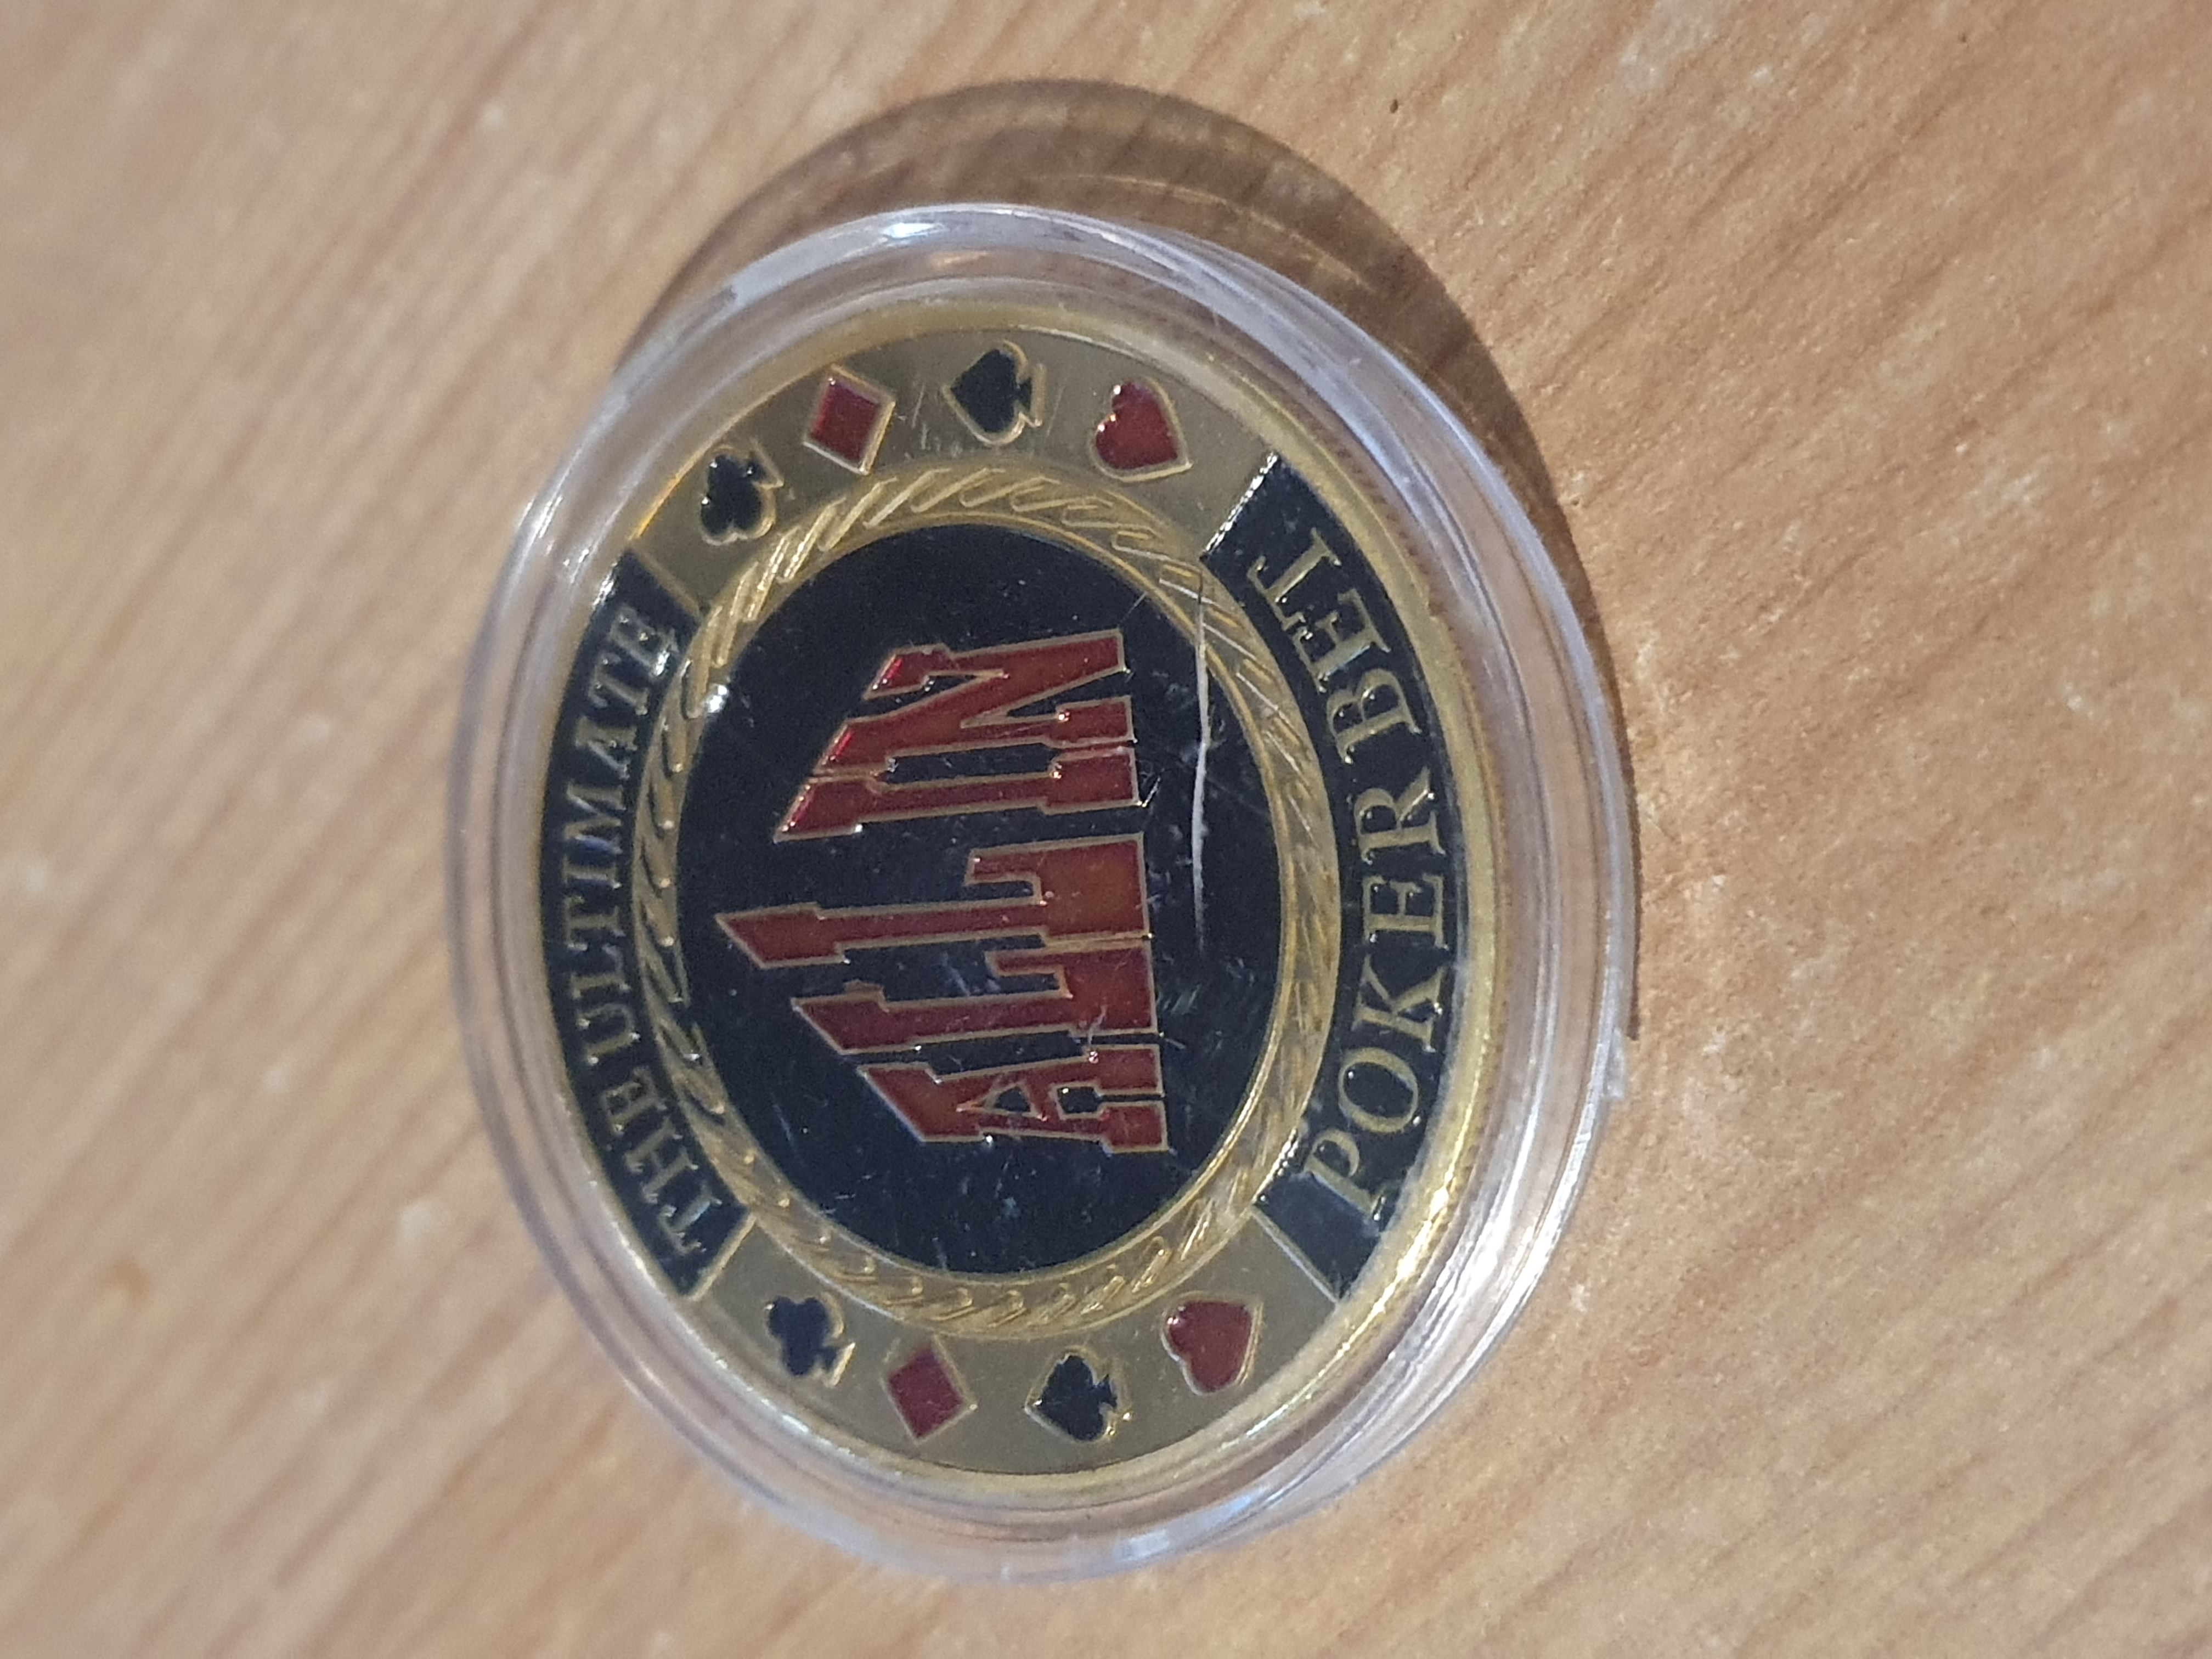 THE ULTIMATE
ALL IN
POKER BET